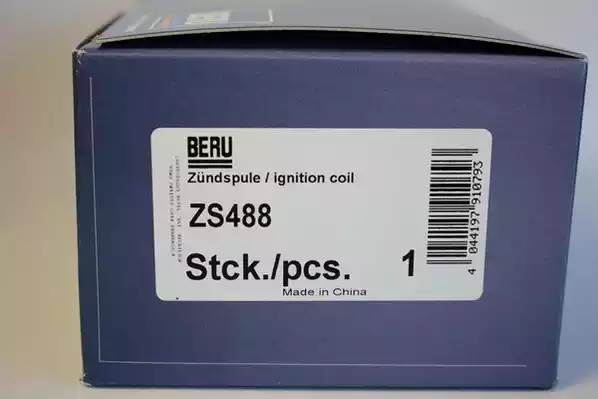 BERU
Zündspule / ignition coil
ZS488
Stck./pcs. 1
Made in China
4 044197 910793